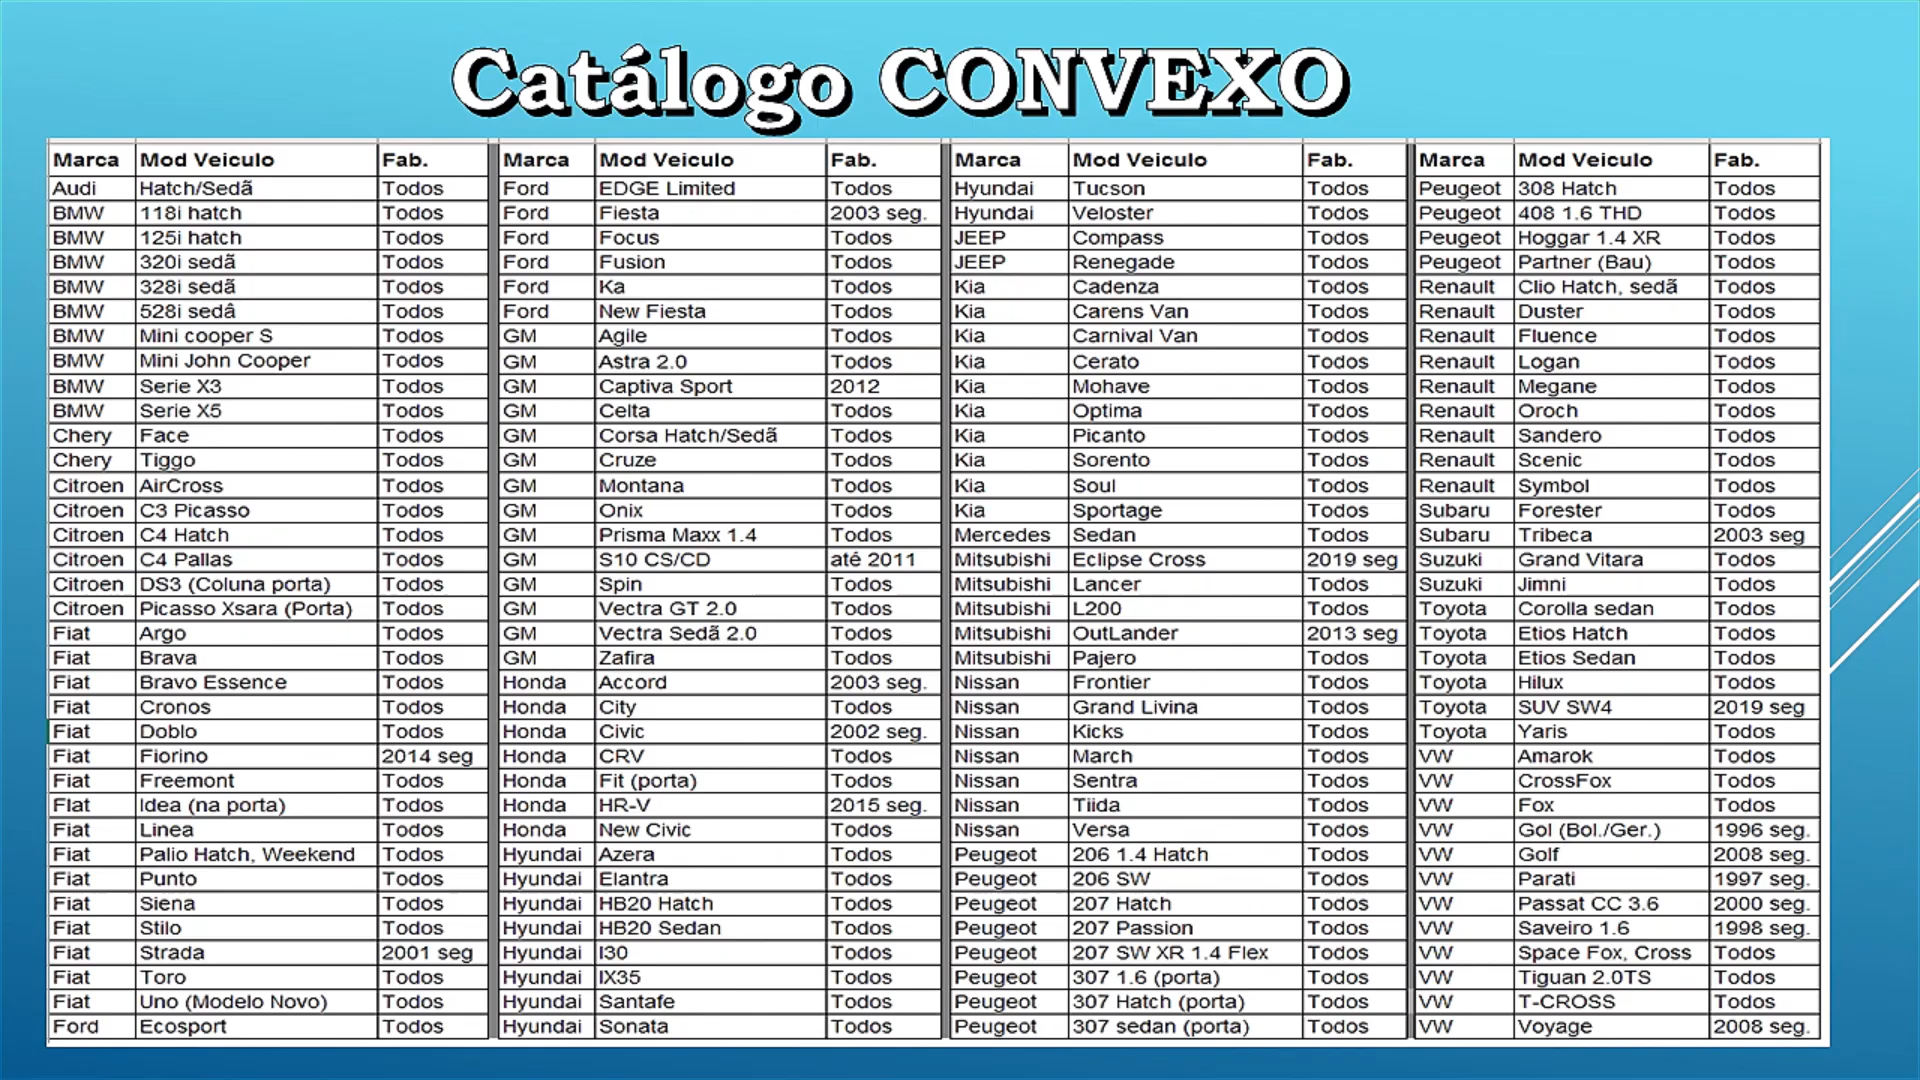 Catálogo CONVEXO
Marca Mod Veiculo Fab. Marca Mod Veiculo Fab. Marca Mod Veiculo Fab. Marca Mod Veiculo Fab.
Audi Hatch/Sedã Todos Ford EDGE Limited Todos Hyundai Tucson Todos Peugeot 308 Hatch Todos
BMW 118i hatch Todos Ford Fiesta 2003 seg. Hyundai Veloster Todos Peugeot 408 1.6 THD Todos
BMW 125i hatch Todos Ford Focus Todos JEEP Compass Todos Peugeot Hoggar 1.4 XR Todos
BMW 320i sedã Todos Ford Fusion Todos JEEP Renegade Todos Peugeot Partner (Bau) Todos
BMW 328i sedã Todos Ford Ka Todos Kia Cadenza Todos Renault Clio Hatch, sedã Todos
BMW 528i sedâ Todos Ford New Fiesta Todos Kia Carens Van Todos Renault Duster Todos
BMW Mini cooper S Todos GM Agile Todos Kia Carnival Van Todos Renault Fluence Todos
BMW Mini John Cooper Todos GM Astra 2.0 Todos Kia Cerato Todos Renault Logan Todos
BMW Serie X3 Todos GM Captiva Sport 2012 Kia Mohave Todos Renault Megane Todos
BMW Serie X5 Todos GM Celta Todos Kia Optima Todos Renault Oroch Todos
Chery Face Todos GM Corsa Hatch/Sedã Todos Kia Picanto Todos Renault Sandero Todos
Chery Tiggo Todos GM Cruze Todos Kia Sorento Todos Renault Scenic Todos
Citroen AirCross Todos GM Montana Todos Kia Soul Todos Renault Symbol Todos
Citroen C3 Picasso Todos GM Onix Todos Kia Sportage Todos Subaru Forester Todos
Citroen C4 Hatch Todos GM Prisma Maxx 1.4 Todos Mercedes Sedan Todos Subaru Tribeca 2003 seg
Citroen C4 Pallas Todos GM S10 CS/CD até 2011 Mitsubishi Eclipse Cross 2019 seg Suzuki Grand Vitara Todos
Citroen DS3 (Coluna porta) Todos GM Spin Todos Mitsubishi Lancer Todos Suzuki Jimni Todos
Citroen Picasso Xsara (Porta) Todos GM Vectra GT 2.0 Todos Mitsubishi L200 Todos Toyota Corolla sedan Todos
Fiat Argo Todos GM Vectra Sedã 2.0 Todos Mitsubishi OutLander 2013 seg Toyota Etios Hatch Todos
Fiat Brava Todos GM Zafira Todos Mitsubishi Pajero Todos Toyota Etios Sedan Todos
Fiat Bravo Essence Todos Honda Accord 2003 seg. Nissan Frontier Todos Toyota Hilux Todos
Fiat Cronos Todos Honda City Todos Nissan Grand Livina Todos Toyota SUV SW4 2019 seg
Fiat Doblo Todos Honda Civic 2002 seg. Nissan Kicks Todos Toyota Yaris Todos
Fiat Fiorino 2014 seg Honda CRV Todos Nissan March Todos VW Amarok Todos
Fiat Freemont Todos Honda Fit (porta) Todos Nissan Sentra Todos VW CrossFox Todos
FIat Idea (na porta) Todos Honda HR-V 2015 seg. Nissan Tiida Todos VW Fox Todos
Fiat Linea Todos Honda New Civic Todos Nissan Versa Todos VW Gol (Bol./Ger.) 1996 seg.
Fiat Palio Hatch, Weekend Todos Hyundai Azera Todos Peugeot 206 1.4 Hatch Todos VW Golf 2008 seg.
Fiat Punto Todos Hyundai Elantra Todos Peugeot 206 SW Todos VW Parati 1997 seg.
Fiat Siena Todos Hyundai HB20 Hatch Todos Peugeot 207 Hatch Todos VW Passat CC 3.6 2000 seg.
Fiat Stilo Todos Hyundai HB20 Sedan Todos Peugeot 207 Passion Todos VW Saveiro 1.6 1998 seg.
Fiat Strada 2001 seg Hyundai I30 Todos Peugeot 207 SW XR 1.4 Flex Todos VW Space Fox, Cross Todos
Fiat Toro Todos Hyundai IX35 Todos Peugeot 307 1.6 (porta) Todos VW Tiguan 2.0TS Todos
Fiat Uno (Modelo Novo) Todos Hyundai Santafe Todos Peugeot 307 Hatch (porta) Todos VW T-CROSS Todos
Ford Ecosport Todos Hyundai Sonata Todos Peugeot 307 sedan (porta) Todos VW Voyage 2008 seg.